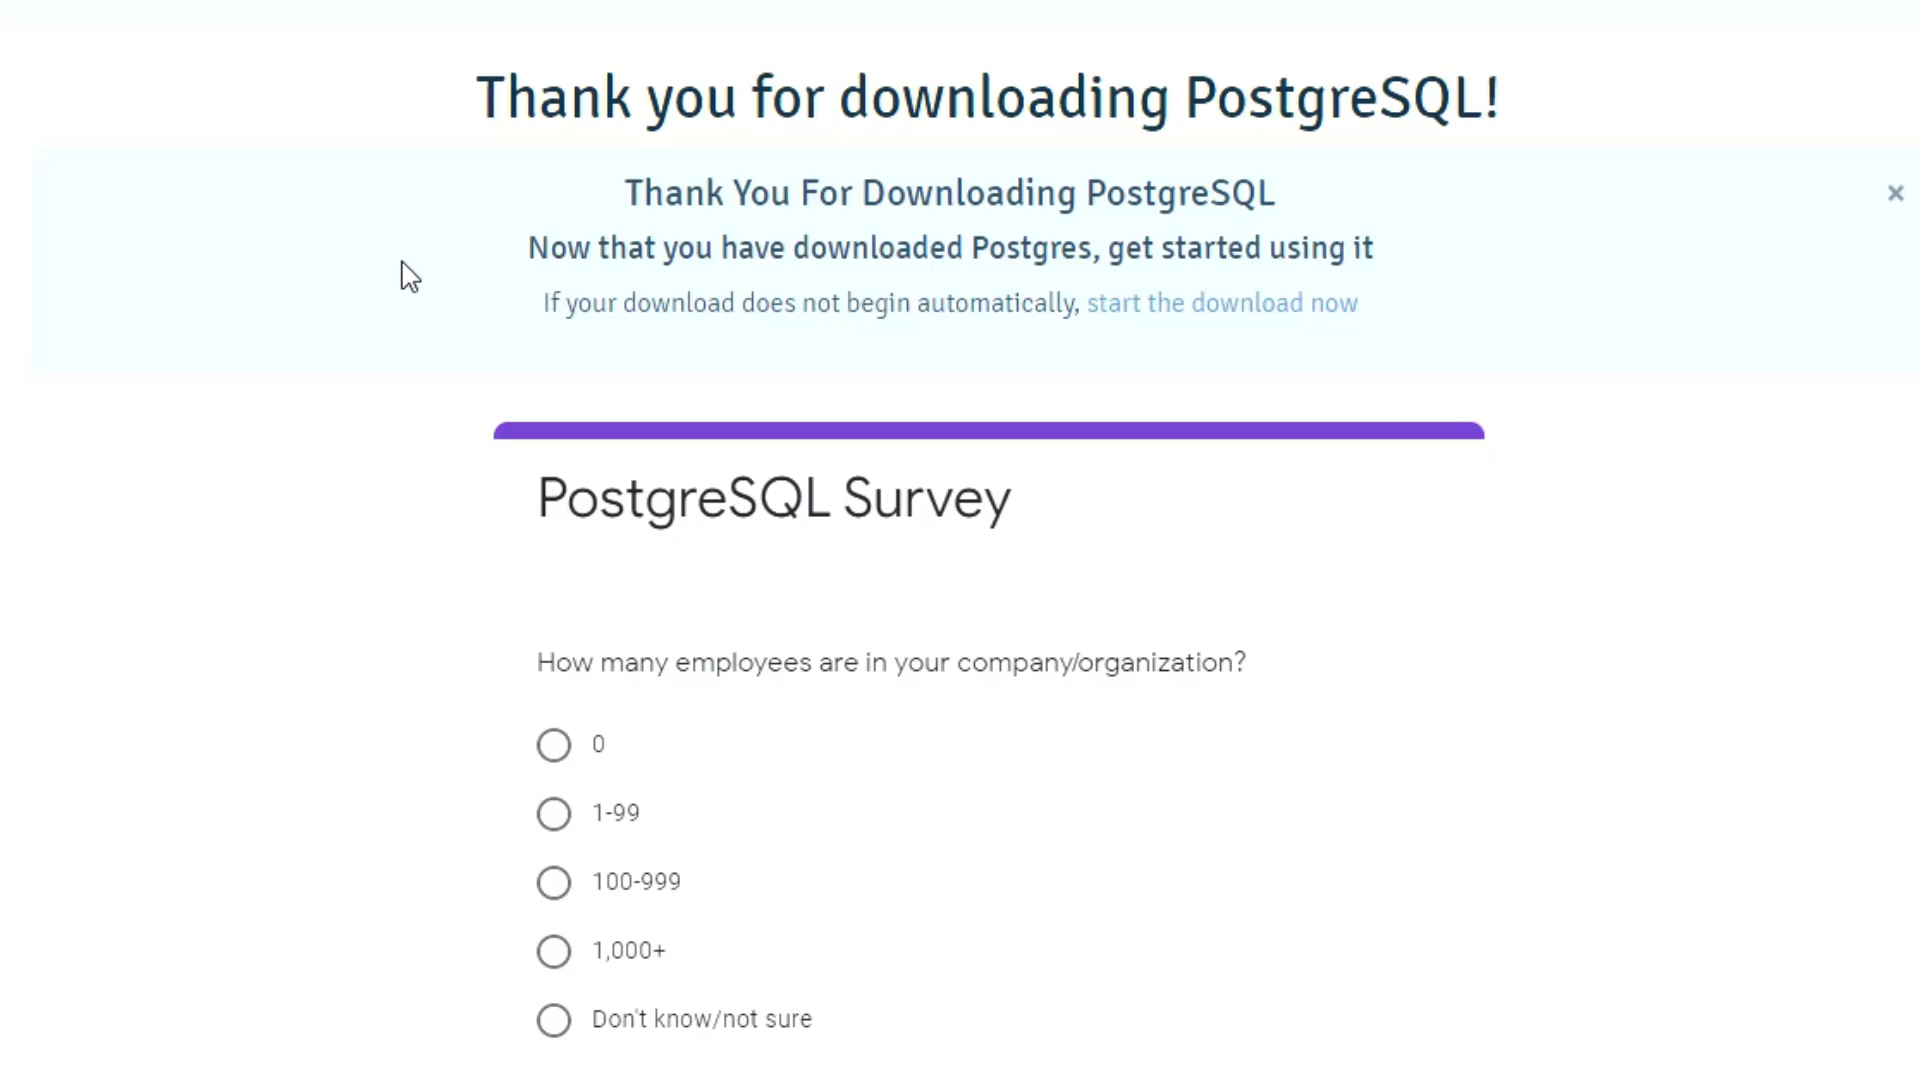 Thank you for downloading PostgreSQL!
Thank You For Downloading PostgreSQL
×
Now that you have downloaded Postgres, get started using it
If your download does not begin automatically, start the download now
PostgreSQL Survey
How many employees are in your company/organization?
0
1-99
100-999
1,000+
Don't know/not sure